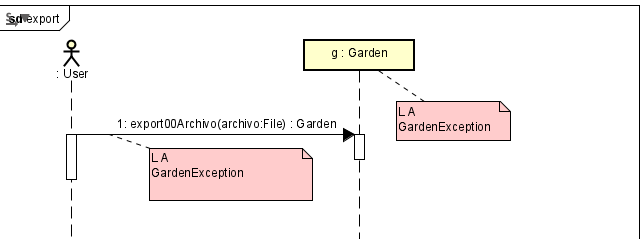 sd export
g : Garden
: User
L A
GardenException
1: export00Archivo(archivo:File) : Garden
L A
GardenException